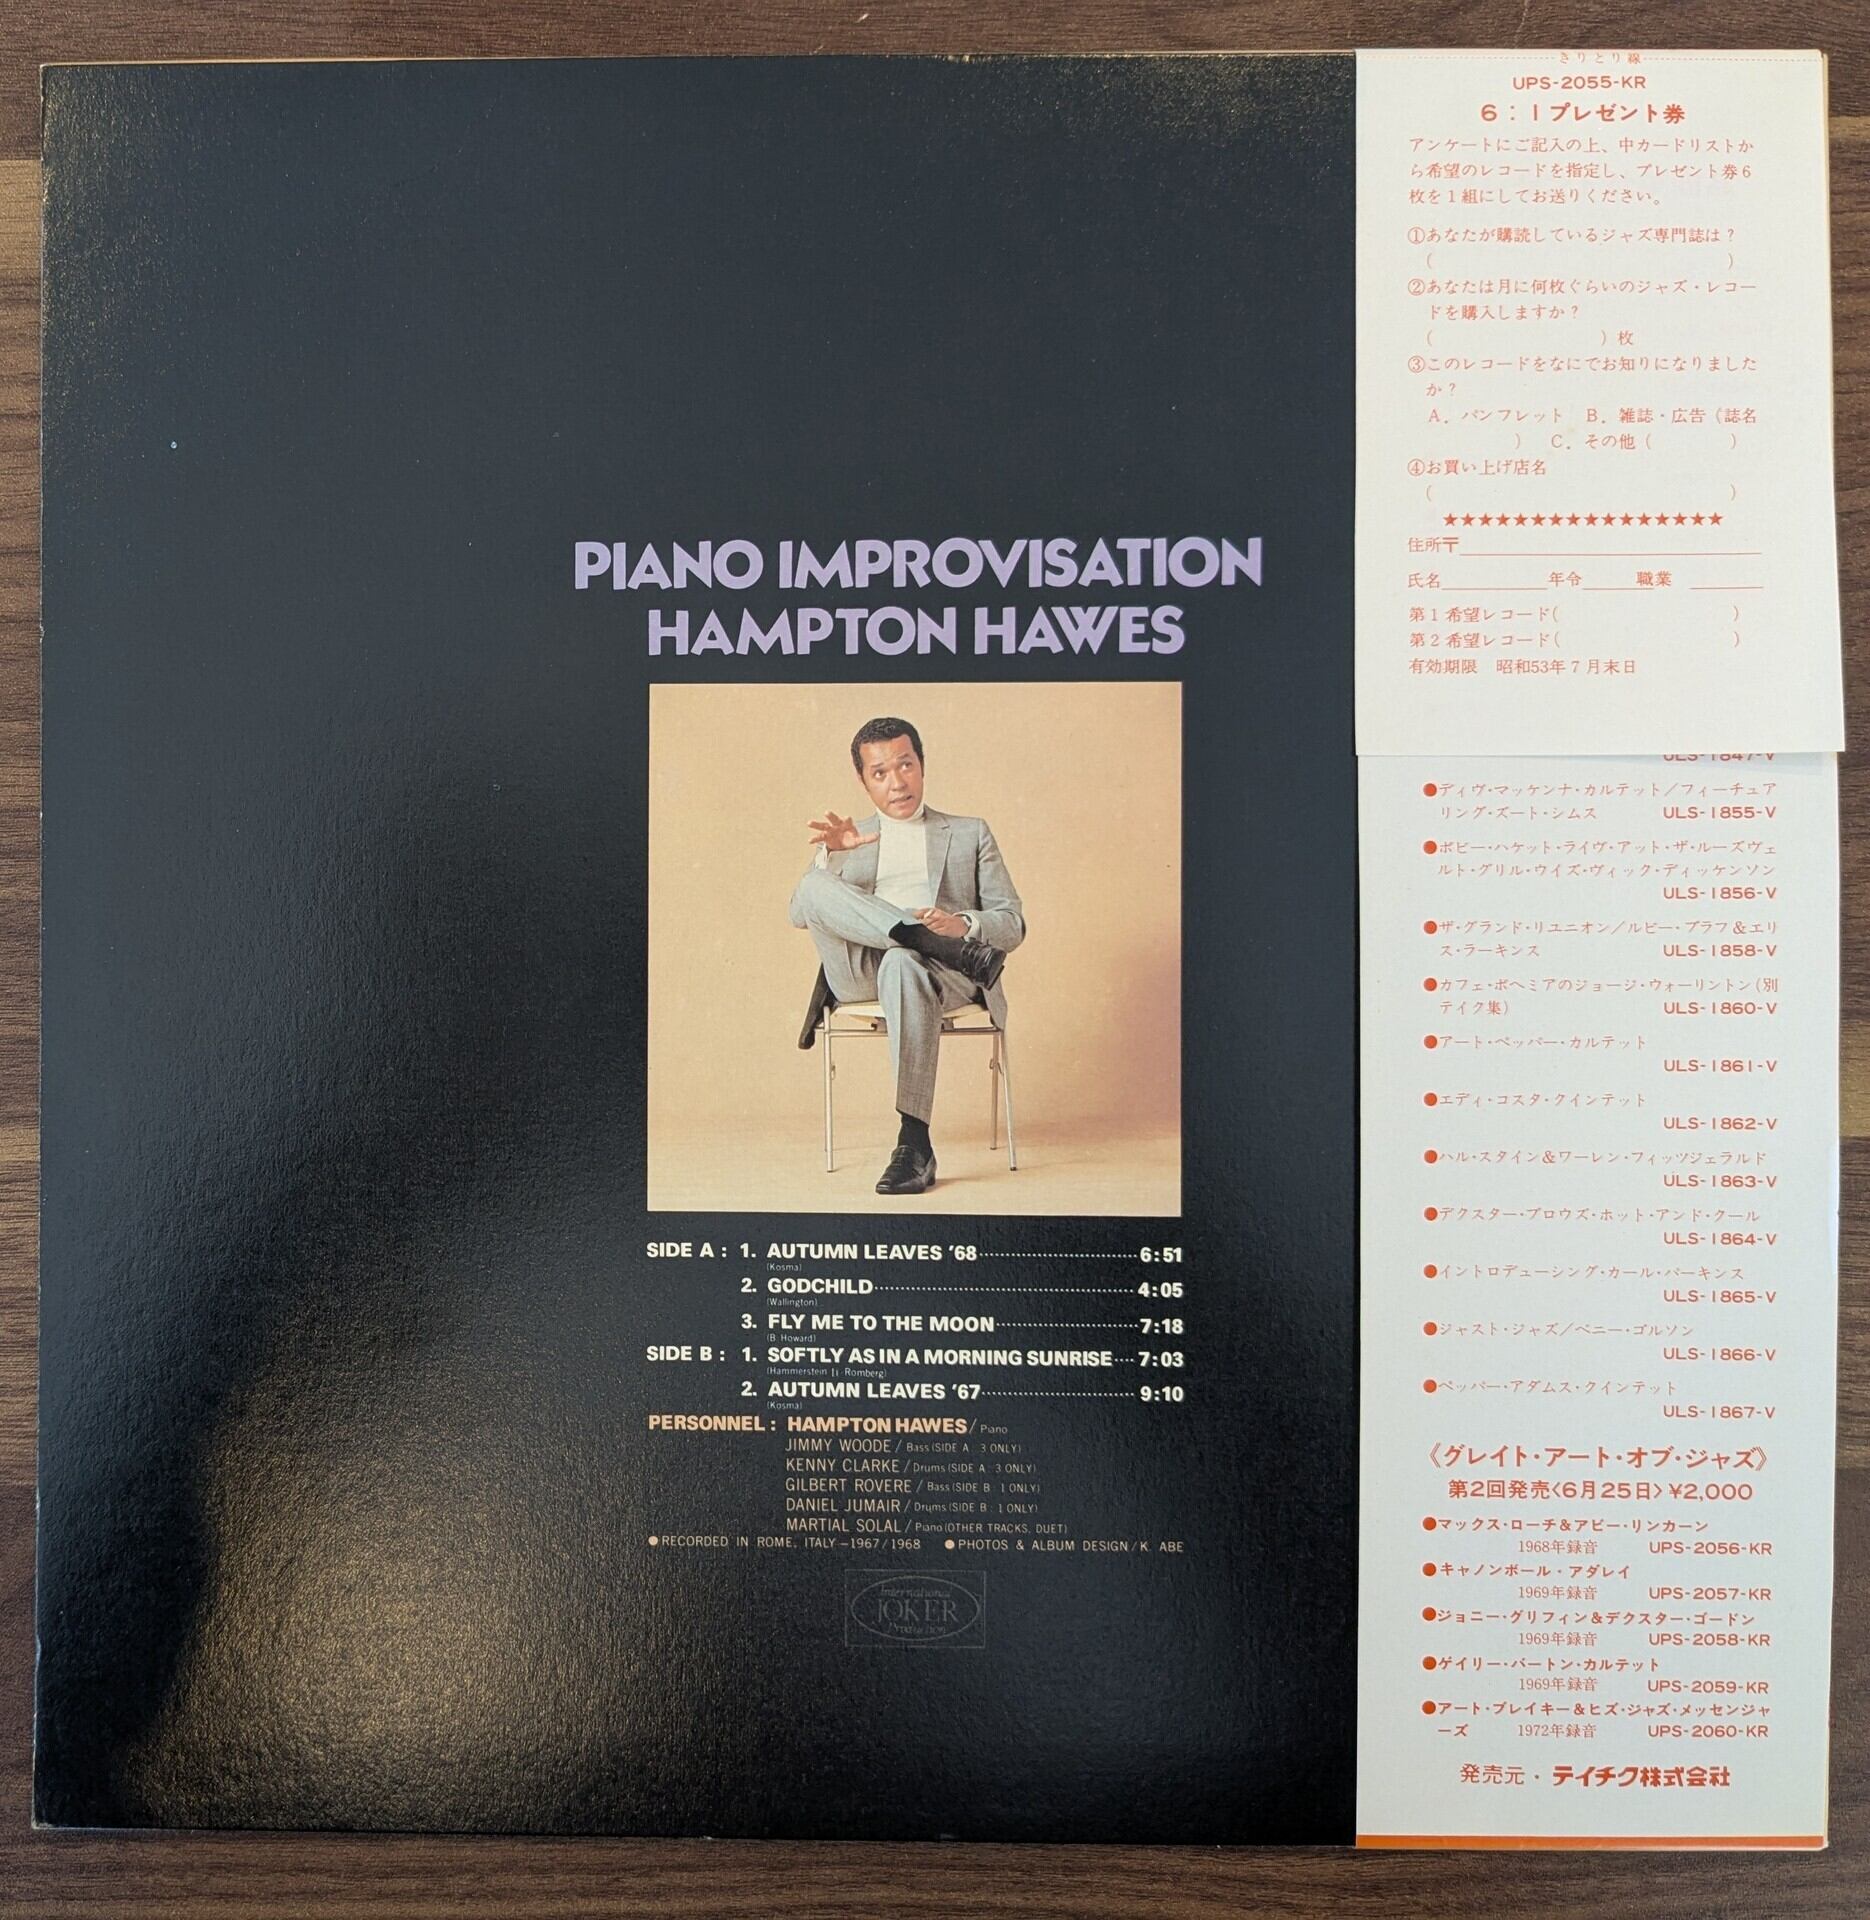 PIANO IMPROVISATION
HAMPTON HAWES
SIDE A : 1. AUTUMN LEAVES '68 6:51
(Kosma)
2. GODCHILD 4:05
(Wallington)
3. FLY ME TO THE MOON 7:18
(B. Howard)
SIDE B : 1. SOFTLY AS IN A MORNING SUNRISE 7:03
(Hammerstein II Romberg)
2. AUTUMN LEAVES '67 9:10
(Kosma)
PERSONNEL : HAMPTON HAWES / Piano
JIMMY WOODE / Bass (SIDE A : 3 ONLY)
KENNY CLARKE / Drums (SIDE A : 3 ONLY)
GILBERT ROVERE / Bass (SIDE B : 1 ONLY)
DANIEL JUMAIR / Drums (SIDE B : 1 ONLY)
MARTIAL SOLAL / Piano (OTHER TRACKS, DUET)
●RECORDED IN ROME, ITALY –1967/1968 ●PHOTOS & ALBUM DESIGN/K. ABE
International
JOKER
Production
きりとり線
UPS-2055-KR
6：1プレゼント券
アンケートにご記入の上、中カードリストか
ら希望のレコードを指定し、プレゼント券6
枚を1組にしてお送りください。
①あなたが購読しているジャズ専門誌は？
（ ）
②あなたは月に何枚ぐらいのジャズ・レコー
ドを購入しますか？
（ ）枚
③このレコードをなにでお知りになりました
か？
A．パンフレット B．雑誌・広告（誌名
） C．その他（ ）
④お買い上げ店名
（ ）
★★★★★★★★★★★★★★★★
住所〒
氏名 年令 職業
第1希望レコード( )
第2希望レコード( )
有効期限 昭和53年7月末日
ULS-1847-V
●ディヴ・マッケンナ・カルテット／フィーチュア
リング・ズート・シムス ULS-1855-V
●ボビー・ハケット・ライヴ・アット・ザ・ルーズヴェ
ルト・グリル・ウイズ・ヴィック・ディッケンソン
ULS-1856-V
●ザ・グランド・リユニオン／ルビー・ブラフ＆エリ
ス・ラーキンス ULS-1858-V
●カフェ・ボヘミアのジョージ・ウォーリントン(別
テイク集) ULS-1860-V
●アート・ペッパー・カルテット
ULS-1861-V
●エディ・コスタ・クインテット
ULS-1862-V
●ハル・スタイン＆ワーレン・フィッツジェラルド
ULS-1863-V
●デクスター・ブロウズ・ホット・アンド・クール
ULS-1864-V
●イントロデューシング・カール・パーキンス
ULS-1865-V
●ジャスト・ジャズ／ベニー・ゴルソン
ULS-1866-V
●ペッパー・アダムス・クインテット
ULS-1867-V
《グレイト・アート・オブ・ジャズ》
第2回発売<6月25日>¥2,000
●マックス・ローチ＆アビー・リンカーン
1968年録音 UPS-2056-KR
●キャノンボール・アダレイ
1969年録音 UPS-2057-KR
●ジョニー・グリフィン＆デクスター・ゴードン
1969年録音 UPS-2058-KR
●ゲイリー・バートン・カルテット
1969年録音 UPS-2059-KR
●アート・ブレイキー＆ヒズ・ジャズ・メッセンジャ
ーズ 1972年録音 UPS-2060-KR
発売元・テイチク株式会社